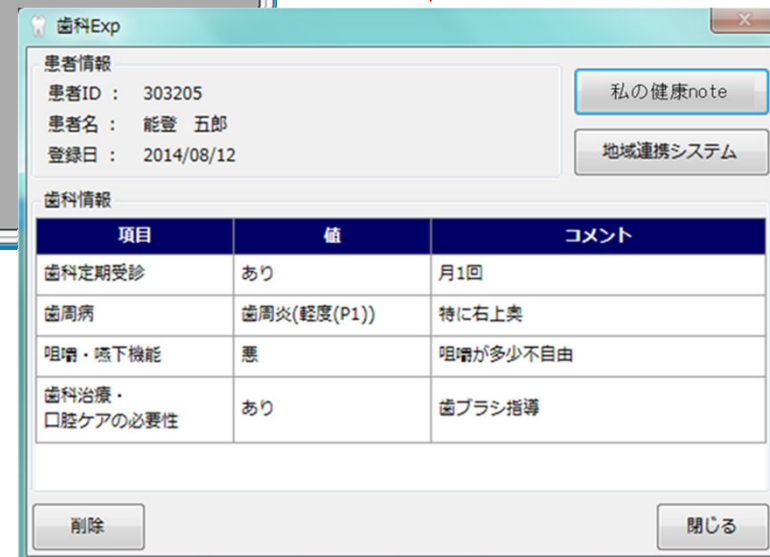 歯科Exp
患者情報
患者ID : 303205
患者名 : 能登 五郎
登録日 : 2014/08/12
私の健康note
地域連携システム
歯科情報
項目 値 コメント
歯科定期受診 あり 月1回
歯周病 歯周炎(軽度(P1)) 特に右上奥
咀嚼・嚥下機能 悪 咀嚼が多少不自由
歯科治療・
口腔ケアの必要性 あり 歯ブラシ指導
削除 閉じる